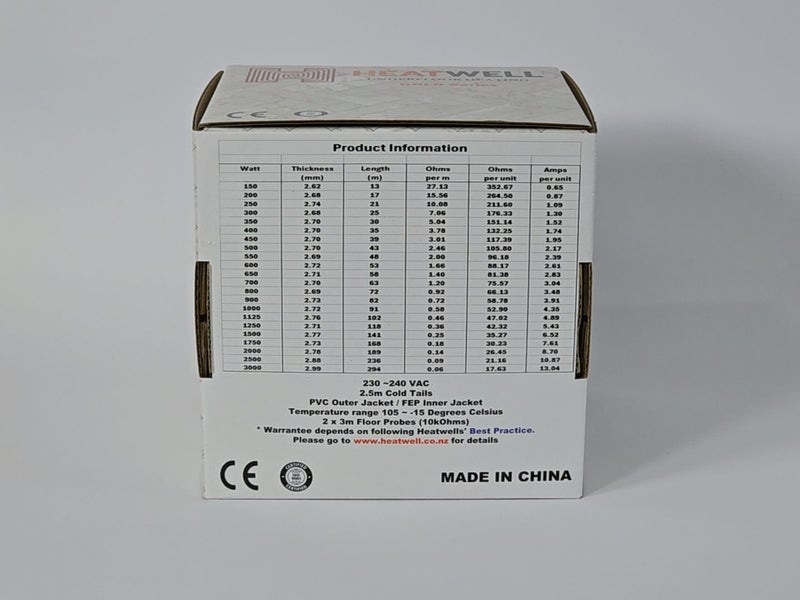 HEATWELL
UNDERFLOOR HEATING
GOLD Series
CE
Product Information
Watt Thickness (mm) Length (m) Ohms per m Ohms per unit Amps per unit
150 2.62 13 27.13 352.67 0.65
200 2.68 17 15.56 264.50 0.87
250 2.74 21 10.08 211.60 1.09
300 2.68 25 7.06 176.33 1.30
350 2.70 30 5.04 151.14 1.52
400 2.70 35 3.78 132.25 1.74
450 2.70 39 3.01 117.39 1.95
500 2.70 43 2.46 105.80 2.17
550 2.69 48 2.00 96.18 2.39
600 2.72 53 1.66 88.17 2.61
650 2.71 58 1.40 81.38 2.83
700 2.70 63 1.20 75.57 3.04
800 2.69 72 0.92 66.13 3.48
900 2.73 82 0.72 58.78 3.91
1000 2.72 91 0.58 52.90 4.35
1125 2.76 102 0.46 47.02 4.89
1250 2.71 118 0.36 42.32 5.43
1500 2.77 141 0.25 35.27 6.52
1750 2.73 168 0.18 30.23 7.61
2000 2.78 189 0.14 26.45 8.70
2500 2.88 236 0.09 21.16 10.87
3000 2.99 294 0.06 17.63 13.04
230 ~240 VAC
2.5m Cold Tails
PVC Outer Jacket / FEP Inner Jacket
Temperature range 105 ~ -15 Degrees Celsius
2 x 3m Floor Probes (10kOhms)
* Warrantee depends on following Heatwells' Best Practice.
Please go to www.heatwell.co.nz for details
CE
CERTIFIED
CERTIFIED
MADE IN CHINA